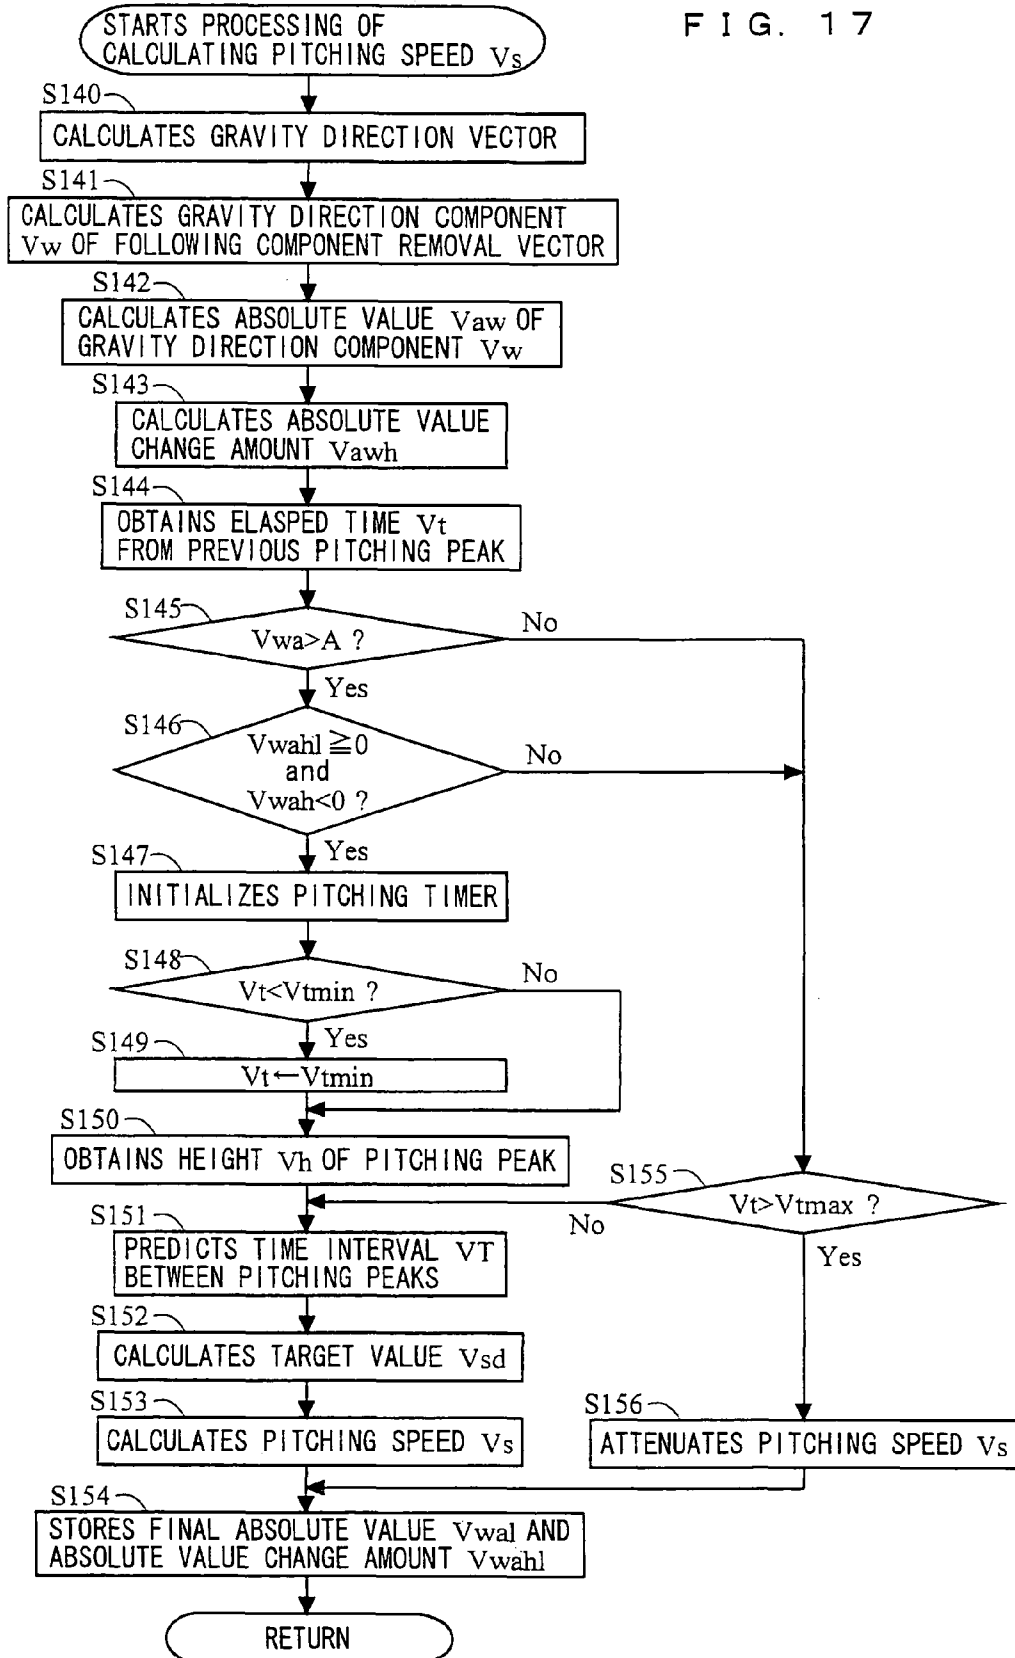 FIG. 17
STARTS PROCESSING OF
CALCULATING PITCHING SPEED Vs
S140
CALCULATES GRAVITY DIRECTION VECTOR
S141
CALCULATES GRAVITY DIRECTION COMPONENT
Vw OF FOLLOWING COMPONENT REMOVAL VECTOR
S142
CALCULATES ABSOLUTE VALUE Vaw OF
GRAVITY DIRECTION COMPONENT Vw
S143
CALCULATES ABSOLUTE VALUE
CHANGE AMOUNT Vawh
S144
OBTAINS ELASPED TIME Vt
FROM PREVIOUS PITCHING PEAK
S145
Vwa>A ?
No
Yes
S146
Vwahl≧0
and
Vwah<0 ?
No
Yes
S147
INITIALIZES PITCHING TIMER
S148
Vt<Vtmin ?
No
Yes
S149
Vt←Vtmin
S150
OBTAINS HEIGHT Vh OF PITCHING PEAK
S155
Vt>Vtmax ?
No
Yes
S151
PREDICTS TIME INTERVAL VT
BETWEEN PITCHING PEAKS
S152
CALCULATES TARGET VALUE Vsd
S153
CALCULATES PITCHING SPEED Vs
S156
ATTENUATES PITCHING SPEED Vs
S154
STORES FINAL ABSOLUTE VALUE Vwal AND
ABSOLUTE VALUE CHANGE AMOUNT Vwahl
RETURN